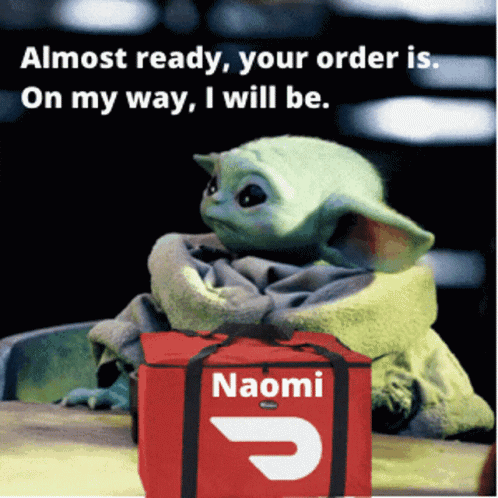 Almost ready, your order is.
On my way, I will be.
Naomi